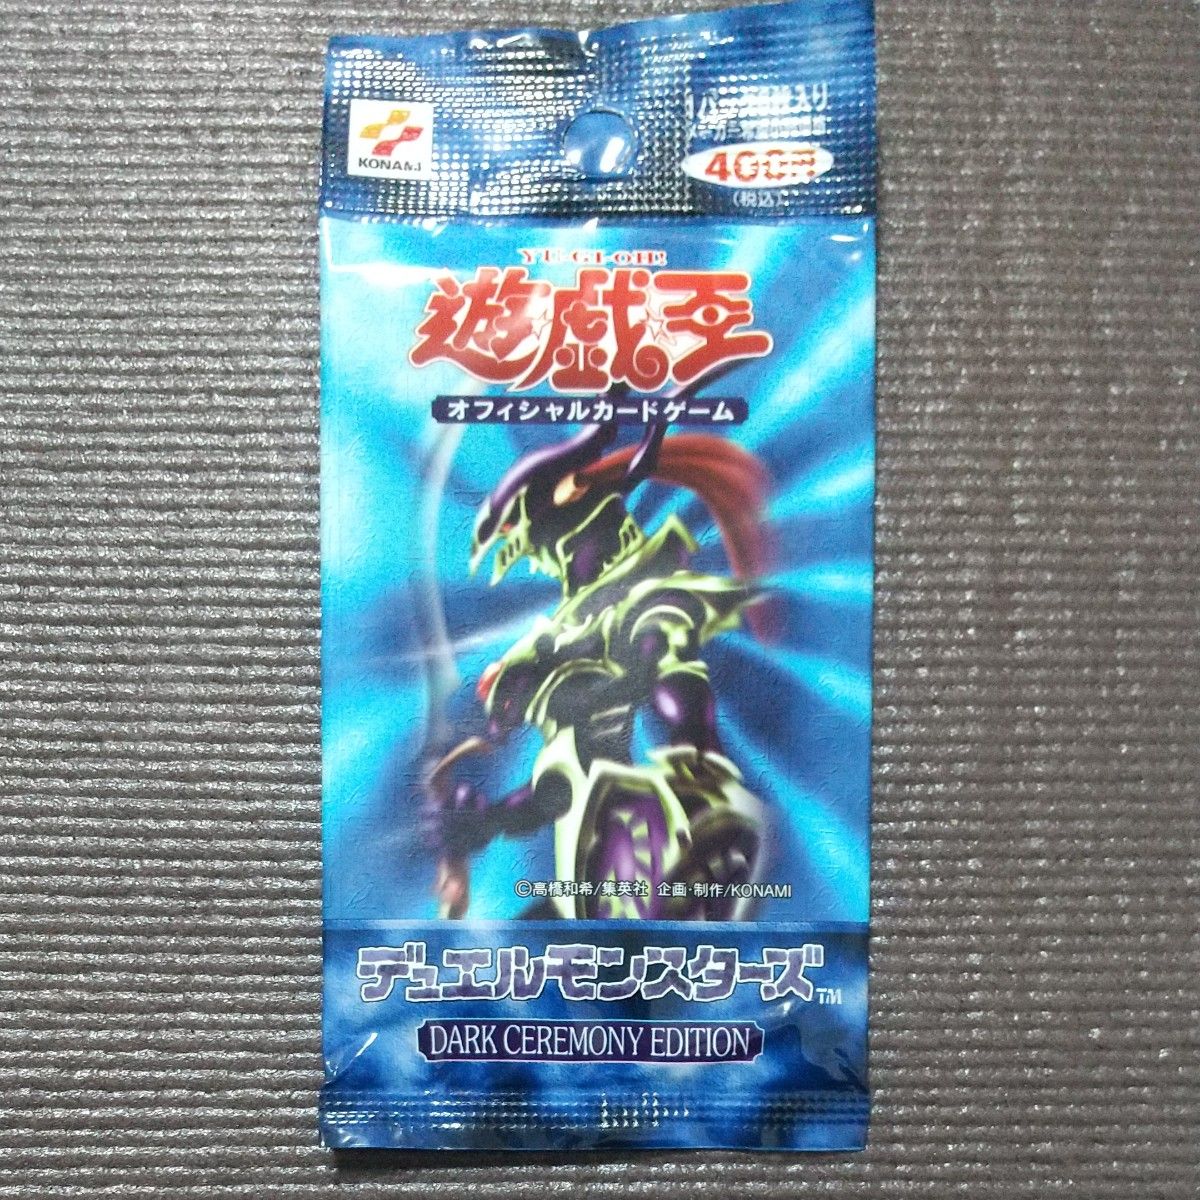 KONAMI
400円
(税込)
YU-GI-OH!
遊戯王
オフィシャルカードゲーム
©高橋和希/集英社 企画・制作/KONAMI
デュエルモンスターズ™
DARK CEREMONY EDITION